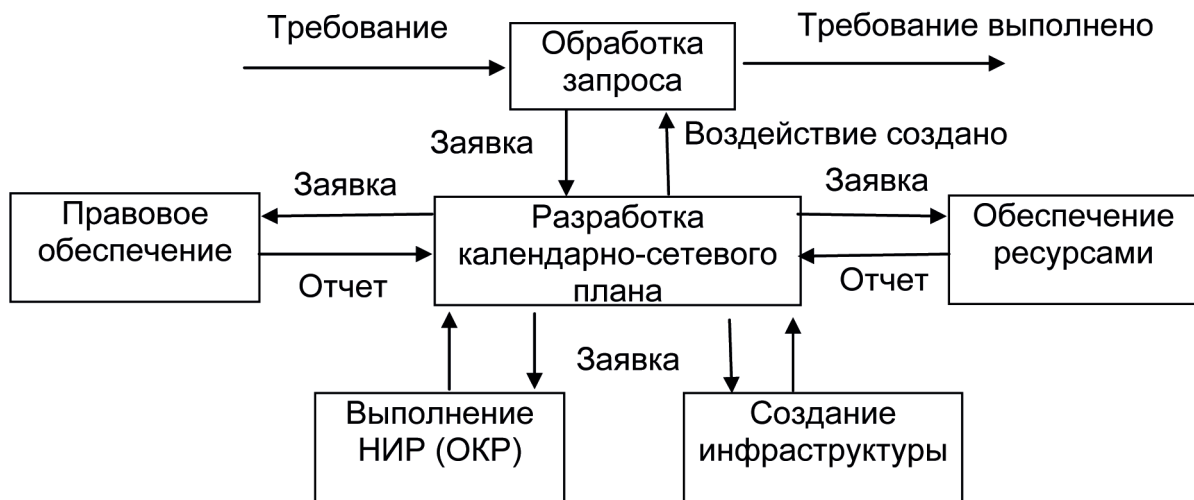 Требование
Обработка
запроса
Требование выполнено
Заявка
Воздействие создано
Заявка
Заявка
Правовое
обеспечение
Разработка
календарно-сетевого
плана
Обеспечение
ресурсами
Отчет
Отчет
Заявка
Выполнение
НИР (ОКР)
Создание
инфраструктуры